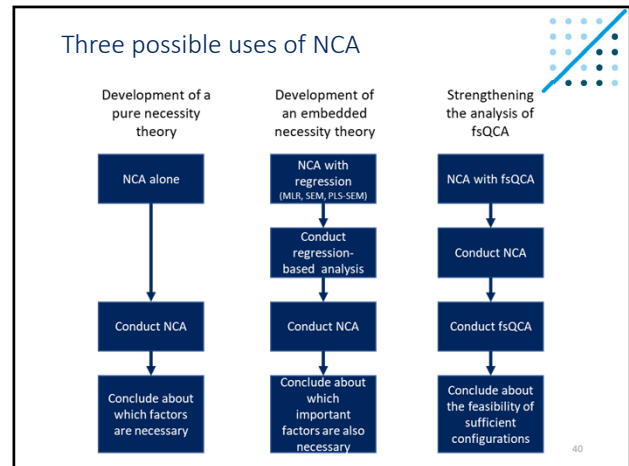 Three possible uses of NCA
Development of a
pure necessity
theory
NCA alone
Conduct NCA
Conclude about
which factors
are necessary
Development of
an embedded
necessity theory
NCA with
regression
(MLR, SEM, PLS-SEM)
Conduct
regression-
based analysis
Conduct NCA
Conclude about
which
important
factors are also
necessary
Strengthening
the analysis of
fsQCA
NCA with fsQCA
Conduct NCA
Conduct fsQCA
Conclude about
the feasibility of
sufficient
configurations
40